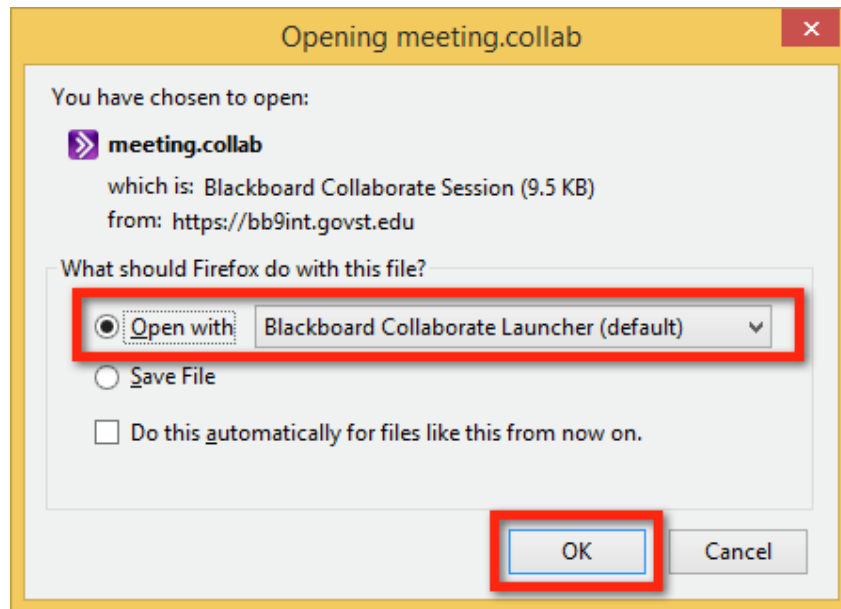 Opening meeting.collab
You have chosen to open:
meeting.collab
which is: Blackboard Collaborate Session (9.5 KB)
from: https://bb9int.govst.edu
What should Firefox do with this file?
Open with Blackboard Collaborate Launcher (default)
Save File
Do this automatically for files like this from now on.
OK Cancel